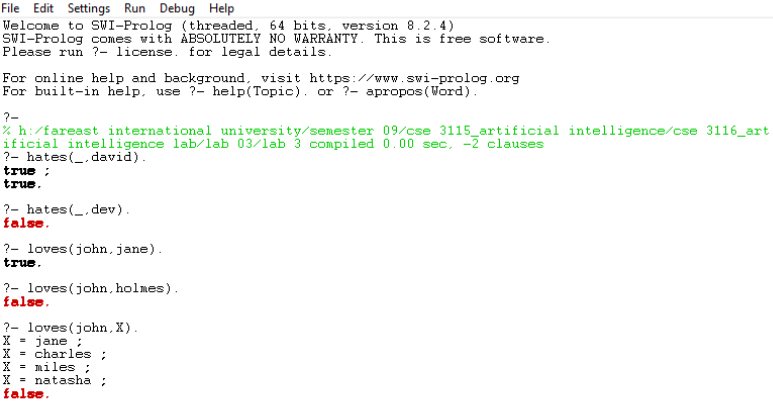 File Edit Settings Run Debug Help
Welcome to SWI-Prolog (threaded, 64 bits, version 8.2.4)
SWI-Prolog comes with ABSOLUTELY NO WARRANTY. This is free software.
Please run ?- license. for legal details.
For online help and background, visit https://www.swi-prolog.org
For built-in help, use ?- help(Topic). or ?- apropos(Word).
?-
% h:/fareast international university/semester 09/cse 3115_artificial intelligence/cse 3116_art
ificial intelligence lab/lab 03/lab 3 compiled 0.00 sec, -2 clauses
?- hates(_,david).
true ;
true.
?- hates(_,dev).
false.
?- loves(john,jane).
true.
?- loves(john,holmes).
false.
?- loves(john,X).
X = jane ;
X = charles ;
X = miles ;
X = natasha ;
false.